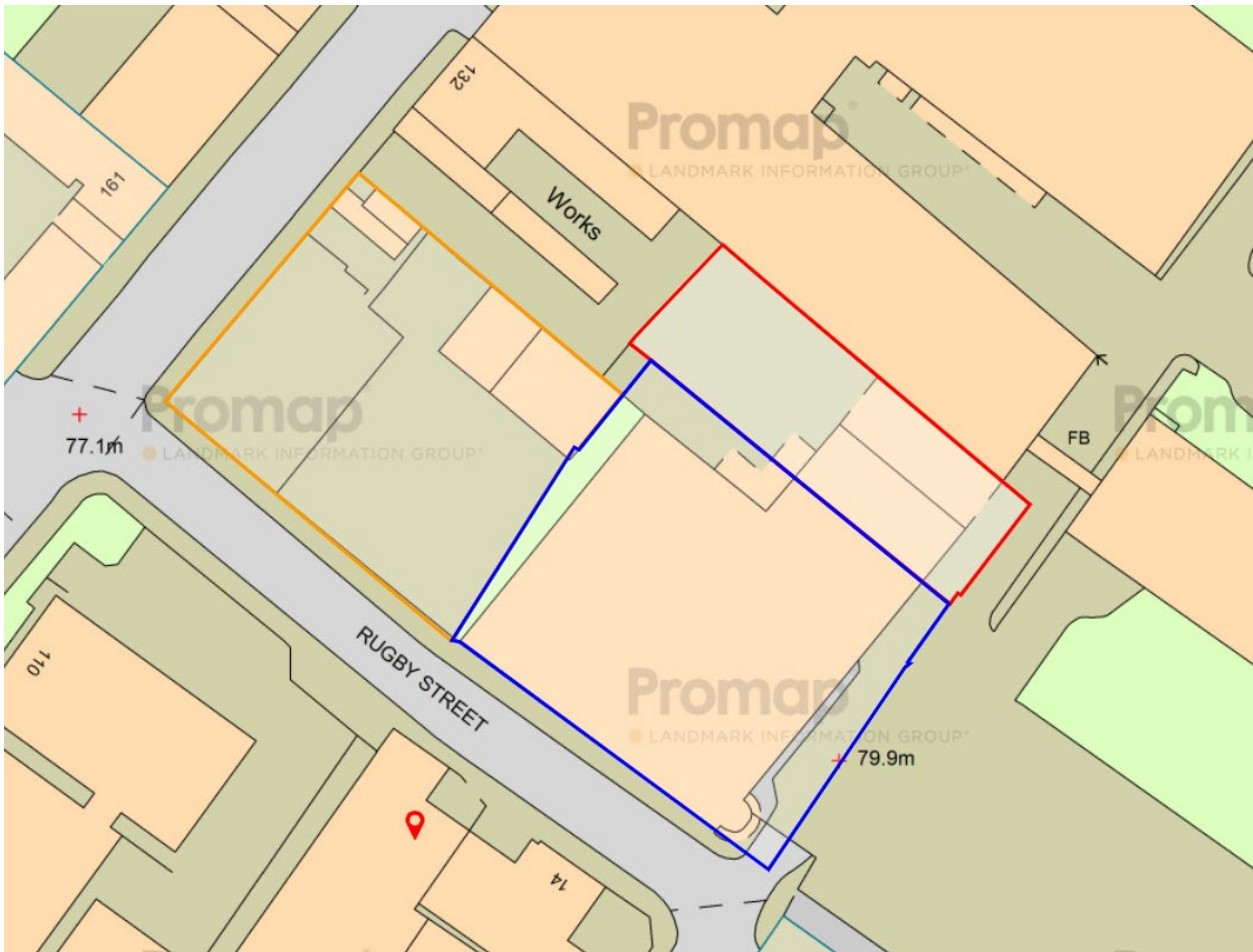 132
Promap
LANDMARK INFORMATION GROUP
161
Works
Promap
LANDMARK INFORMATION GROUP
77.1m
FB
Prom
LANDMARK I
RUGBY STREET
110
Promap
LANDMARK INFORMATION GROUP
79.9m
14